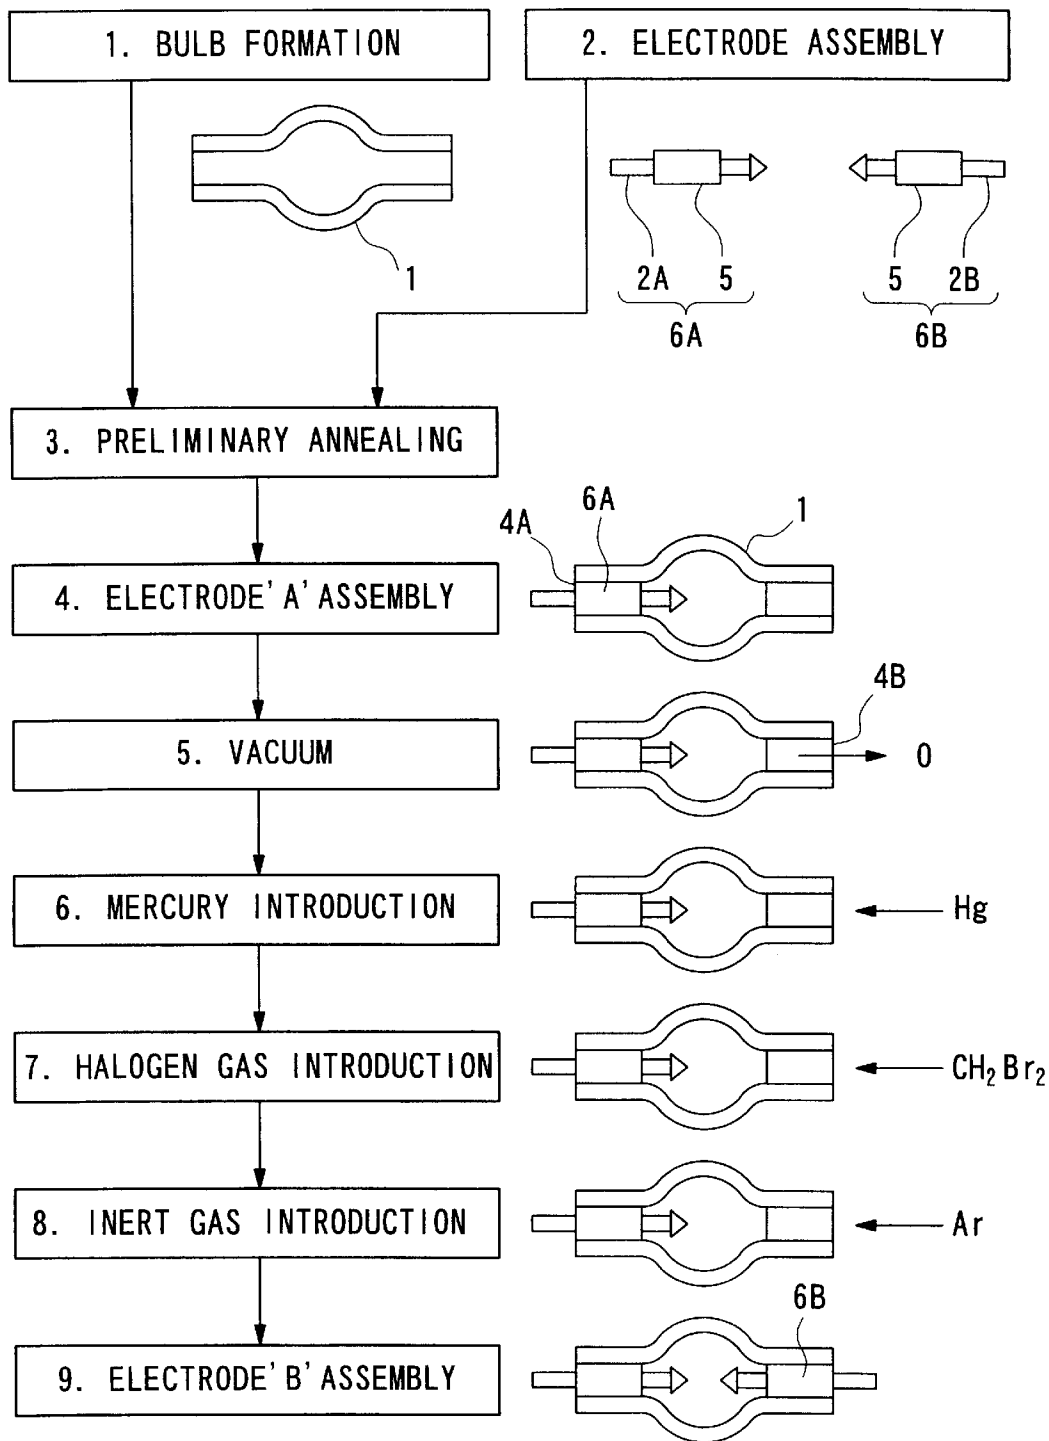 1. BULB FORMATION
2. ELECTRODE ASSEMBLY
1
2A 5
6A
5 2B
6B
3. PRELIMINARY ANNEALING
4A
6A
1
4. ELECTRODE'A'ASSEMBLY
4B
5. VACUUM
0
6. MERCURY INTRODUCTION
Hg
7. HALOGEN GAS INTRODUCTION
CH₂Br₂
8. INERT GAS INTRODUCTION
Ar
6B
9. ELECTRODE'B'ASSEMBLY